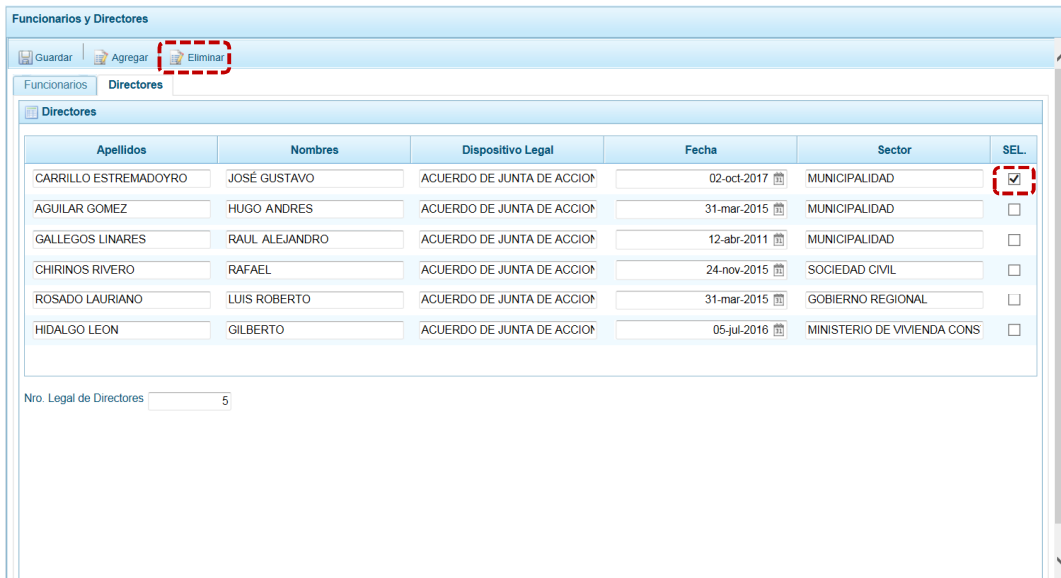 Funcionarios y Directores
Guardar Agregar Eliminar
Funcionarios Directores
Directores
Apellidos Nombres Dispositivo Legal Fecha Sector SEL.
CARRILLO ESTREMADOYRO JOSÉ GUSTAVO ACUERDO DE JUNTA DE ACCION 02-oct-2017 MUNICIPALIDAD
AGUILAR GOMEZ HUGO ANDRES ACUERDO DE JUNTA DE ACCION 31-mar-2015 MUNICIPALIDAD
GALLEGOS LINARES RAUL ALEJANDRO ACUERDO DE JUNTA DE ACCION 12-abr-2011 MUNICIPALIDAD
CHIRINOS RIVERO RAFAEL ACUERDO DE JUNTA DE ACCION 24-nov-2015 SOCIEDAD CIVIL
ROSADO LAURIANO LUIS ROBERTO ACUERDO DE JUNTA DE ACCION 31-mar-2015 GOBIERNO REGIONAL
HIDALGO LEON GILBERTO ACUERDO DE JUNTA DE ACCION 05-jul-2016 MINISTERIO DE VIVIENDA CONS
Nro. Legal de Directores 5